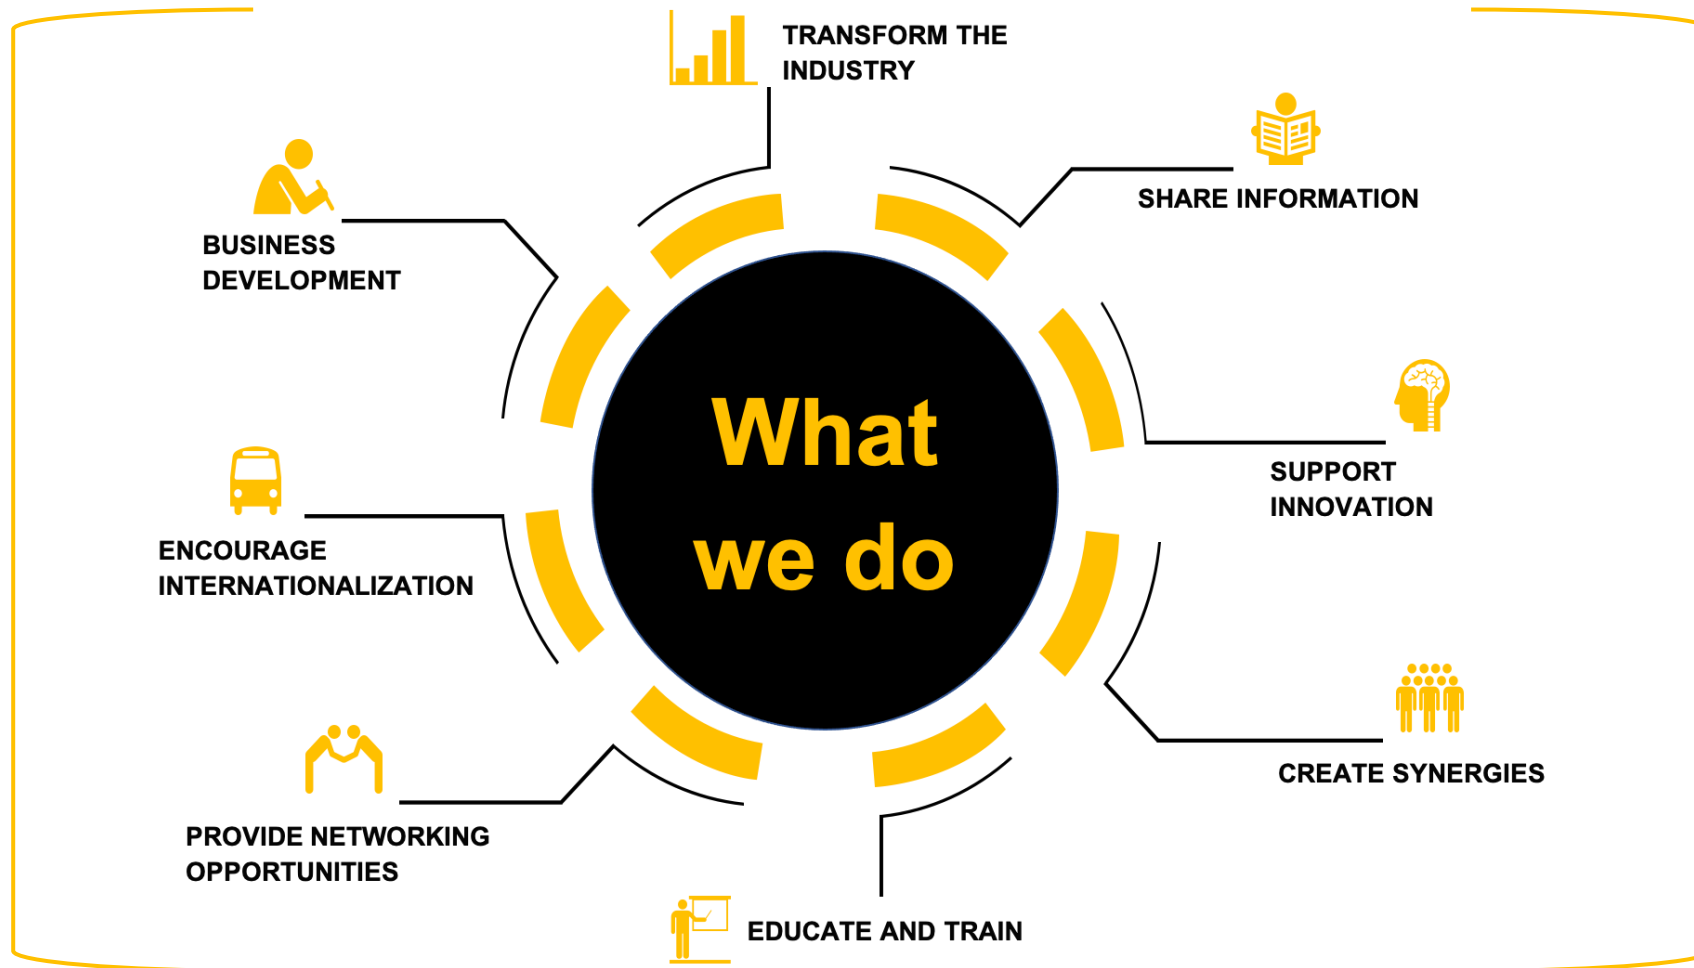 TRANSFORM THE
INDUSTRY
SHARE INFORMATION
BUSINESS
DEVELOPMENT
What
we do
SUPPORT
INNOVATION
ENCOURAGE
INTERNATIONALIZATION
CREATE SYNERGIES
PROVIDE NETWORKING
OPPORTUNITIES
EDUCATE AND TRAIN